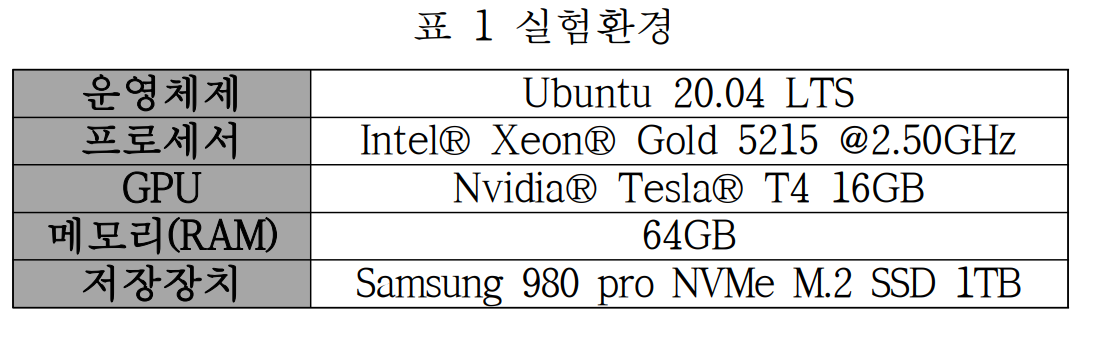 표 1 실험환경
운영체제 Ubuntu 20.04 LTS
프로세서 Intel® Xeon® Gold 5215 @2.50GHz
GPU Nvidia® Tesla® T4 16GB
메모리(RAM) 64GB
저장장치 Samsung 980 pro NVMe M.2 SSD 1TB